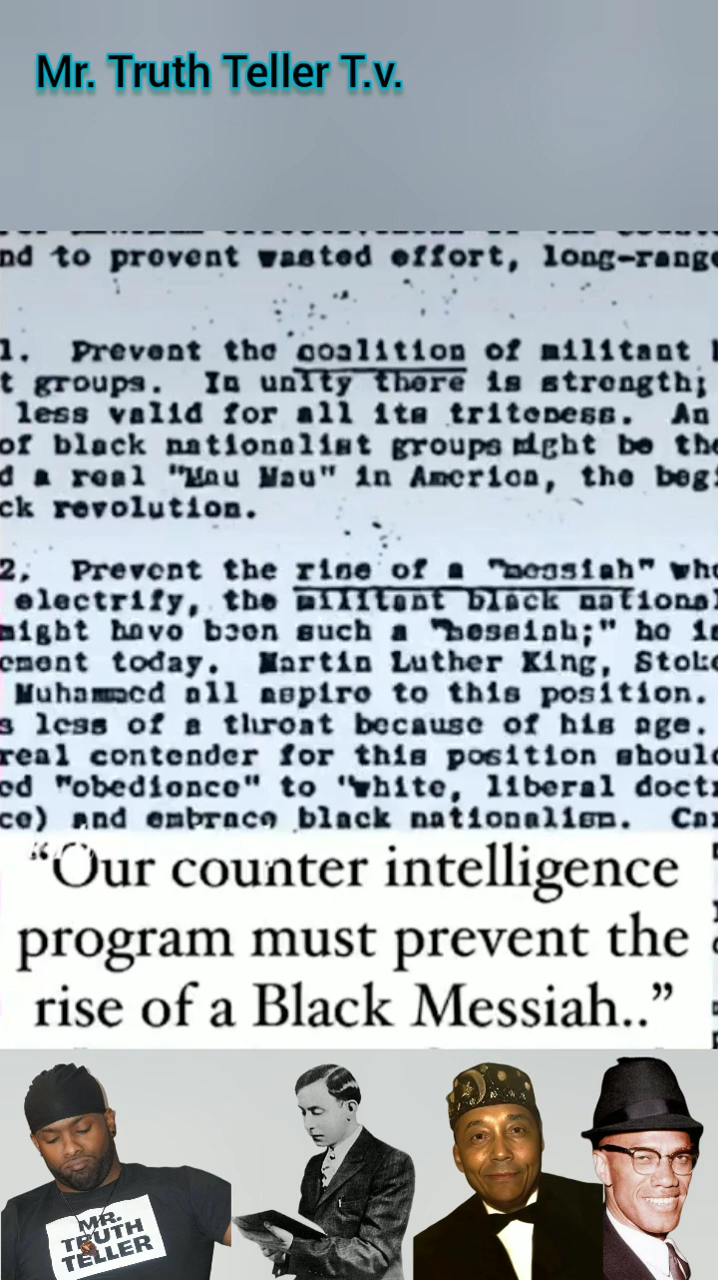 Mr. Truth Teller T.v.
nd to prevent wasted effort, long-range
1. Prevent the coalition of militant
t groups. In unity there is strength;
less valid for all its triteness. An
of black nationalist groups might be the
d a real "Mau Mau" in America, the beg
ck revolution.
2. Prevent the rise of a "messiah" who
electrify, the militant black national
might have been such a "messiah;" he is
ement today. Martin Luther King, Stok
Muhammed all aspire to this position.
s less of a threat because of his age.
real contender for this position should
ed "obedience" to "white, liberal doct
ce) and embrace black nationalism. Ca
“Our counter intelligence
program must prevent the
rise of a Black Messiah..”
MR.
TRUTH
TELLER